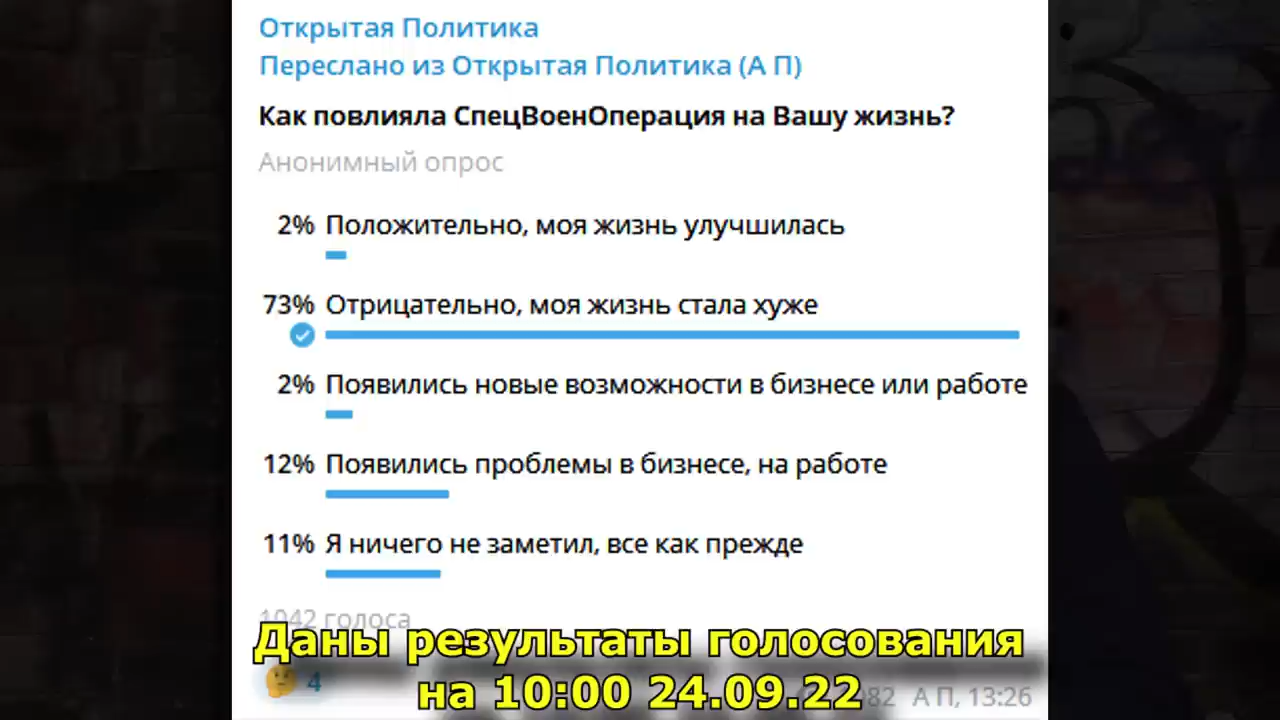 Открытая Политика
Переслано из Открытая Политика (А П)
Как повлияла СпецВоенОперация на Вашу жизнь?
Анонимный опрос
2% Положительно, моя жизнь улучшилась
73% Отрицательно, моя жизнь стала хуже
2% Появились новые возможности в бизнесе или работе
12% Появились проблемы в бизнесе, на работе
11% Я ничего не заметил, все как прежде
1042 голоса
Даны результаты голосования
4
на 10:00 24.09.22
А П, 13:26